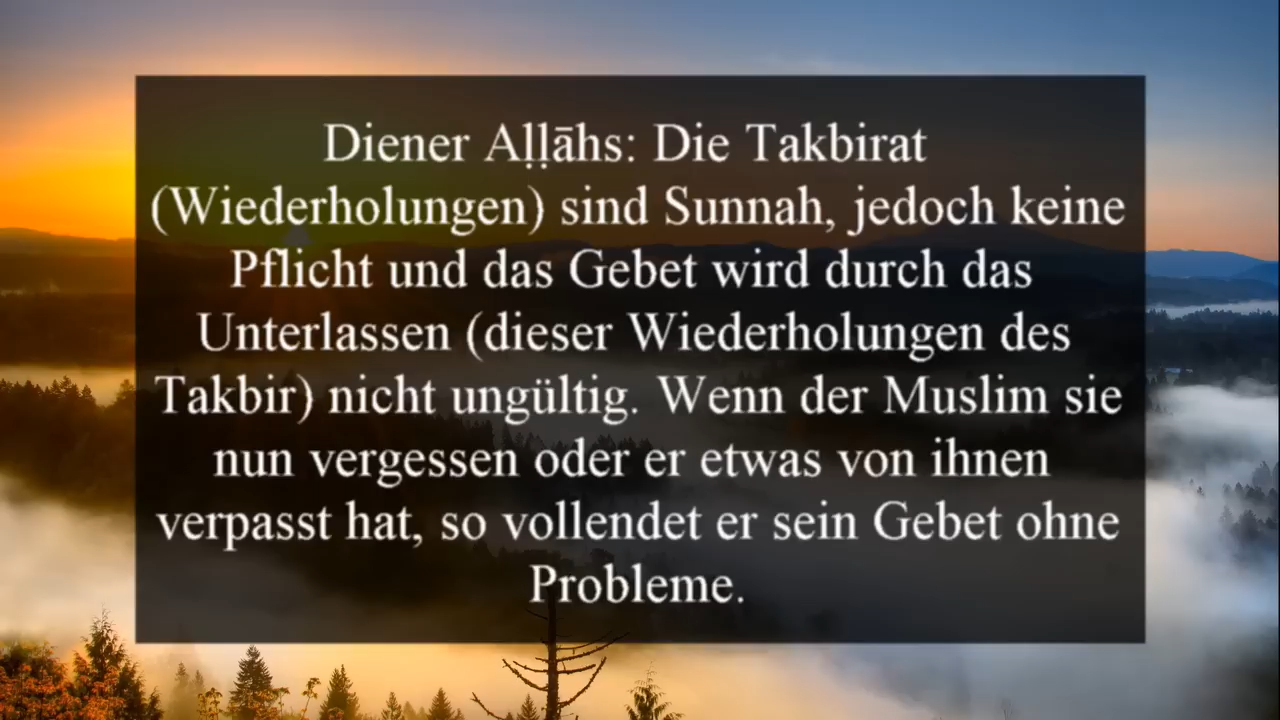 Diener Aḷḷāhs: Die Takbirat
(Wiederholungen) sind Sunnah, jedoch keine
Pflicht und das Gebet wird durch das
Unterlassen (dieser Wiederholungen des
Takbir) nicht ungültig. Wenn der Muslim sie
nun vergessen oder er etwas von ihnen
verpasst hat, so vollendet er sein Gebet ohne
Probleme.